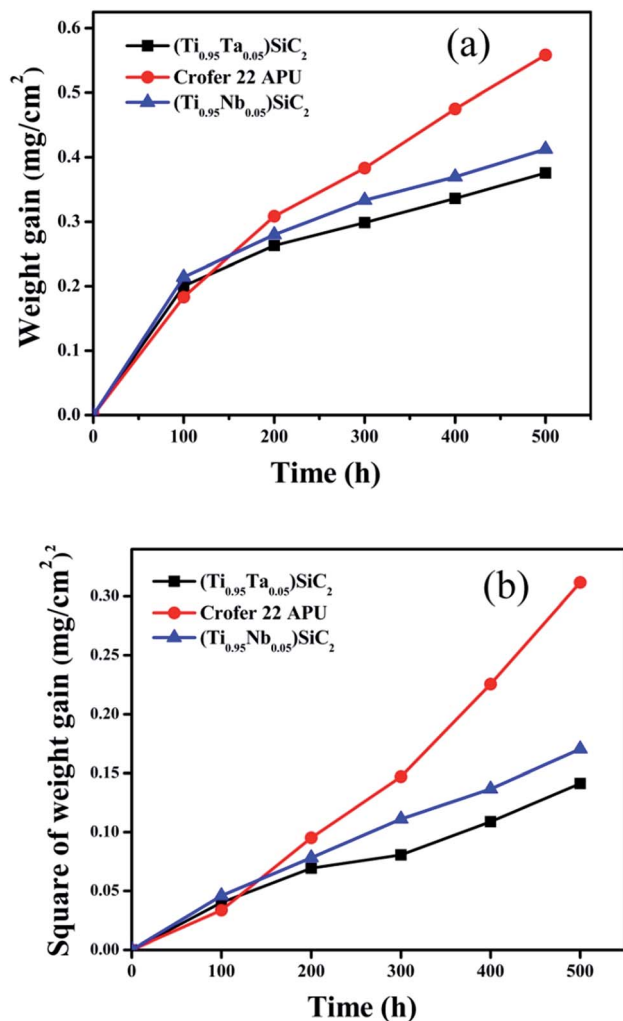 (a)
(Ti₀.₉₅Ta₀.₀₅)SiC₂
Crofer 22 APU
(Ti₀.₉₅Nb₀.₀₅)SiC₂
Weight gain (mg/cm²)
0.6
0.5
0.4
0.3
0.2
0.1
0.0
0 100 200 300 400 500
Time (h)
(b)
(Ti₀.₉₅Ta₀.₀₅)SiC₂
Crofer 22 APU
(Ti₀.₉₅Nb₀.₀₅)SiC₂
Square of weight gain (mg/cm²)²
0.30
0.25
0.20
0.15
0.10
0.05
0.00
0 100 200 300 400 500
Time (h)